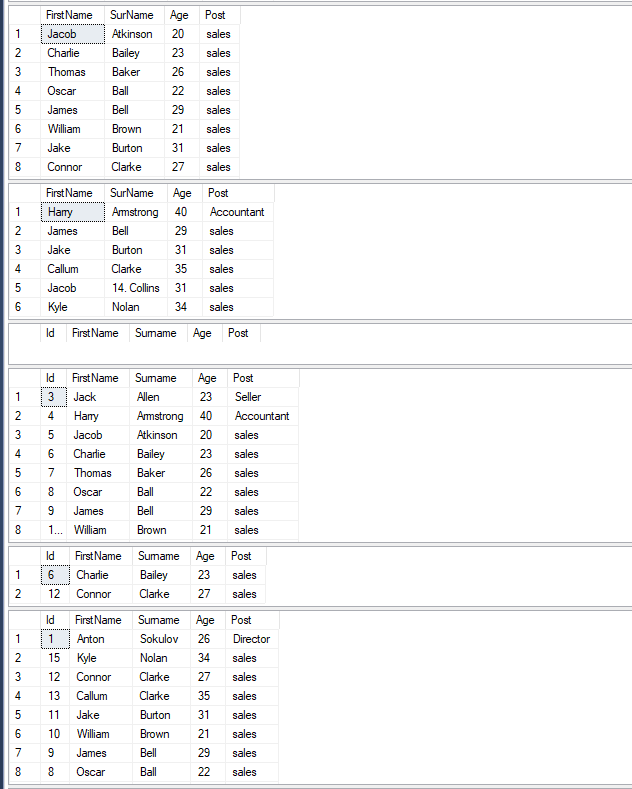 FirstName SurName Age Post
1 Jacob Atkinson 20 sales
2 Charlie Bailey 23 sales
3 Thomas Baker 26 sales
4 Oscar Ball 22 sales
5 James Bell 29 sales
6 William Brown 21 sales
7 Jake Burton 31 sales
8 Connor Clarke 27 sales
FirstName SurName Age Post
1 Harry Armstrong 40 Accountant
2 James Bell 29 sales
3 Jake Burton 31 sales
4 Callum Clarke 35 sales
5 Jacob 14. Collins 31 sales
6 Kyle Nolan 34 sales
Id FirstName Surname Age Post
Id FirstName Surname Age Post
1 3 Jack Allen 23 Seller
2 4 Harry Armstrong 40 Accountant
3 5 Jacob Atkinson 20 sales
4 6 Charlie Bailey 23 sales
5 7 Thomas Baker 26 sales
6 8 Oscar Ball 22 sales
7 9 James Bell 29 sales
8 1... William Brown 21 sales
Id FirstName Surname Age Post
1 6 Charlie Bailey 23 sales
2 12 Connor Clarke 27 sales
Id FirstName Surname Age Post
1 1 Anton Sokulov 26 Director
2 15 Kyle Nolan 34 sales
3 12 Connor Clarke 27 sales
4 13 Callum Clarke 35 sales
5 11 Jake Burton 31 sales
6 10 William Brown 21 sales
7 9 James Bell 29 sales
8 8 Oscar Ball 22 sales